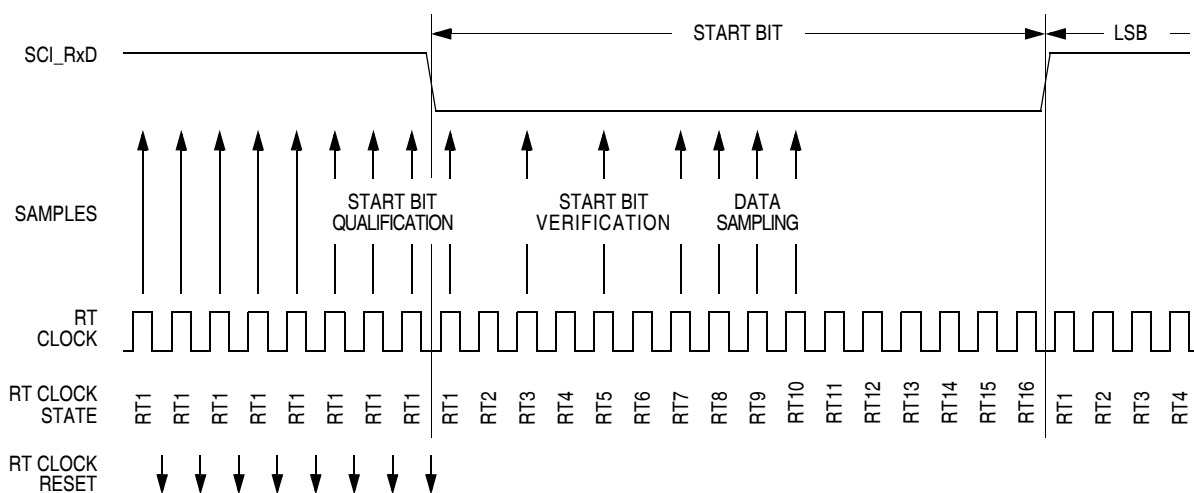 START BIT
LSB
SCI_RxD
SAMPLES
START BIT
QUALIFICATION
START BIT
VERIFICATION
DATA
SAMPLING
RT
CLOCK
RT CLOCK
STATE
RT1 RT1 RT1 RT1 RT1 RT1 RT1 RT1 RT1 RT2 RT3 RT4 RT5 RT6 RT7 RT8 RT9 RT10 RT11 RT12 RT13 RT14 RT15 RT16 RT1 RT2 RT3 RT4
RT CLOCK
RESET